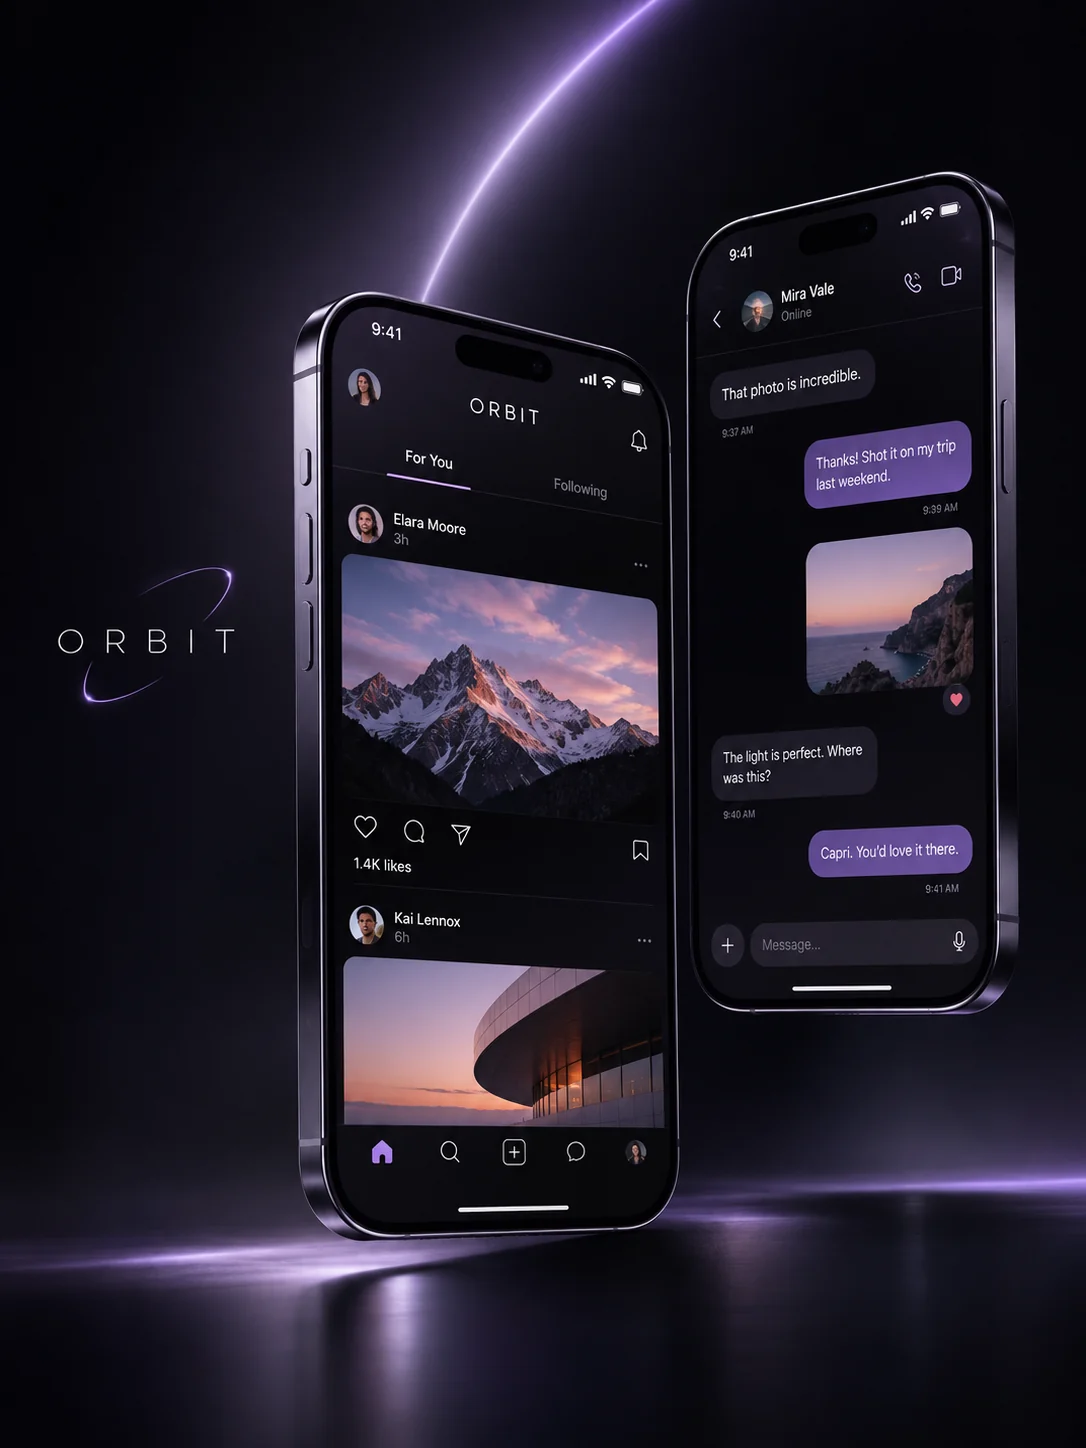 ORBIT
9:41
ORBIT
For You
Following
Elara Moore
3h
1.4K likes
Kai Lennox
6h
9:41
Mira Vale
Online
That photo is incredible.
9:37 AM
Thanks! Shot it on my trip
last weekend.
9:39 AM
The light is perfect. Where
was this?
9:40 AM
Capri. You'd love it there.
9:41 AM
Message...